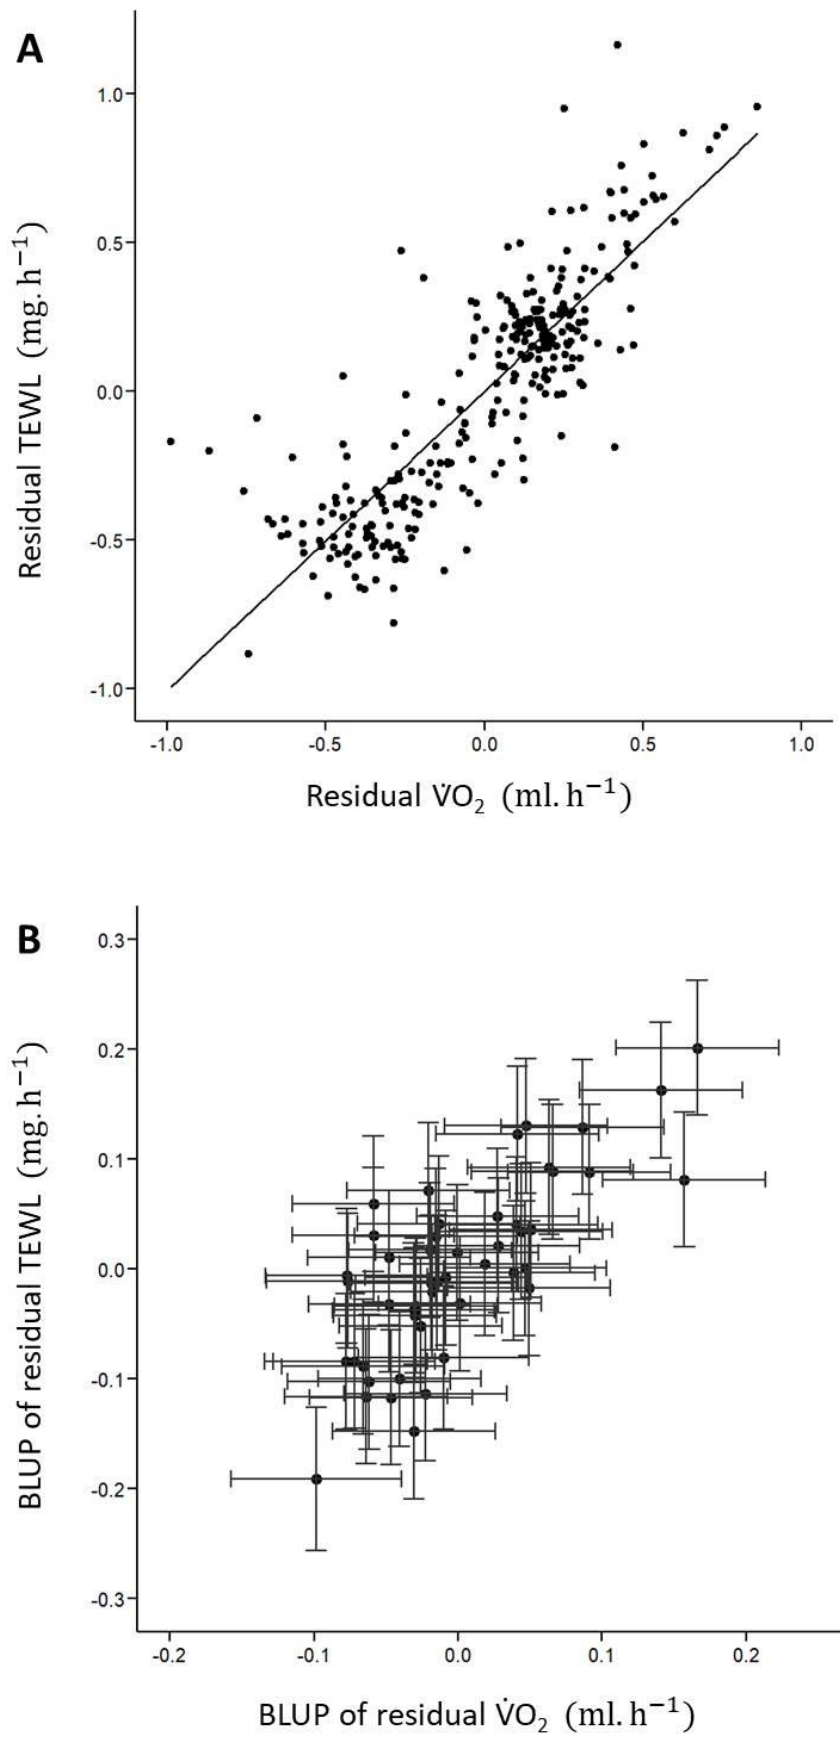 A
1.0
0.5
0.0
-0.5
-1.0
Residual TEWL (mg. h⁻¹)
-1.0 -0.5 0.0 0.5 1.0
Residual V̇O₂ (ml. h⁻¹)
B
0.3
0.2
0.1
0.0
-0.1
-0.2
-0.3
BLUP of residual TEWL (mg. h⁻¹)
-0.2 -0.1 0.0 0.1 0.2
BLUP of residual V̇O₂ (ml. h⁻¹)